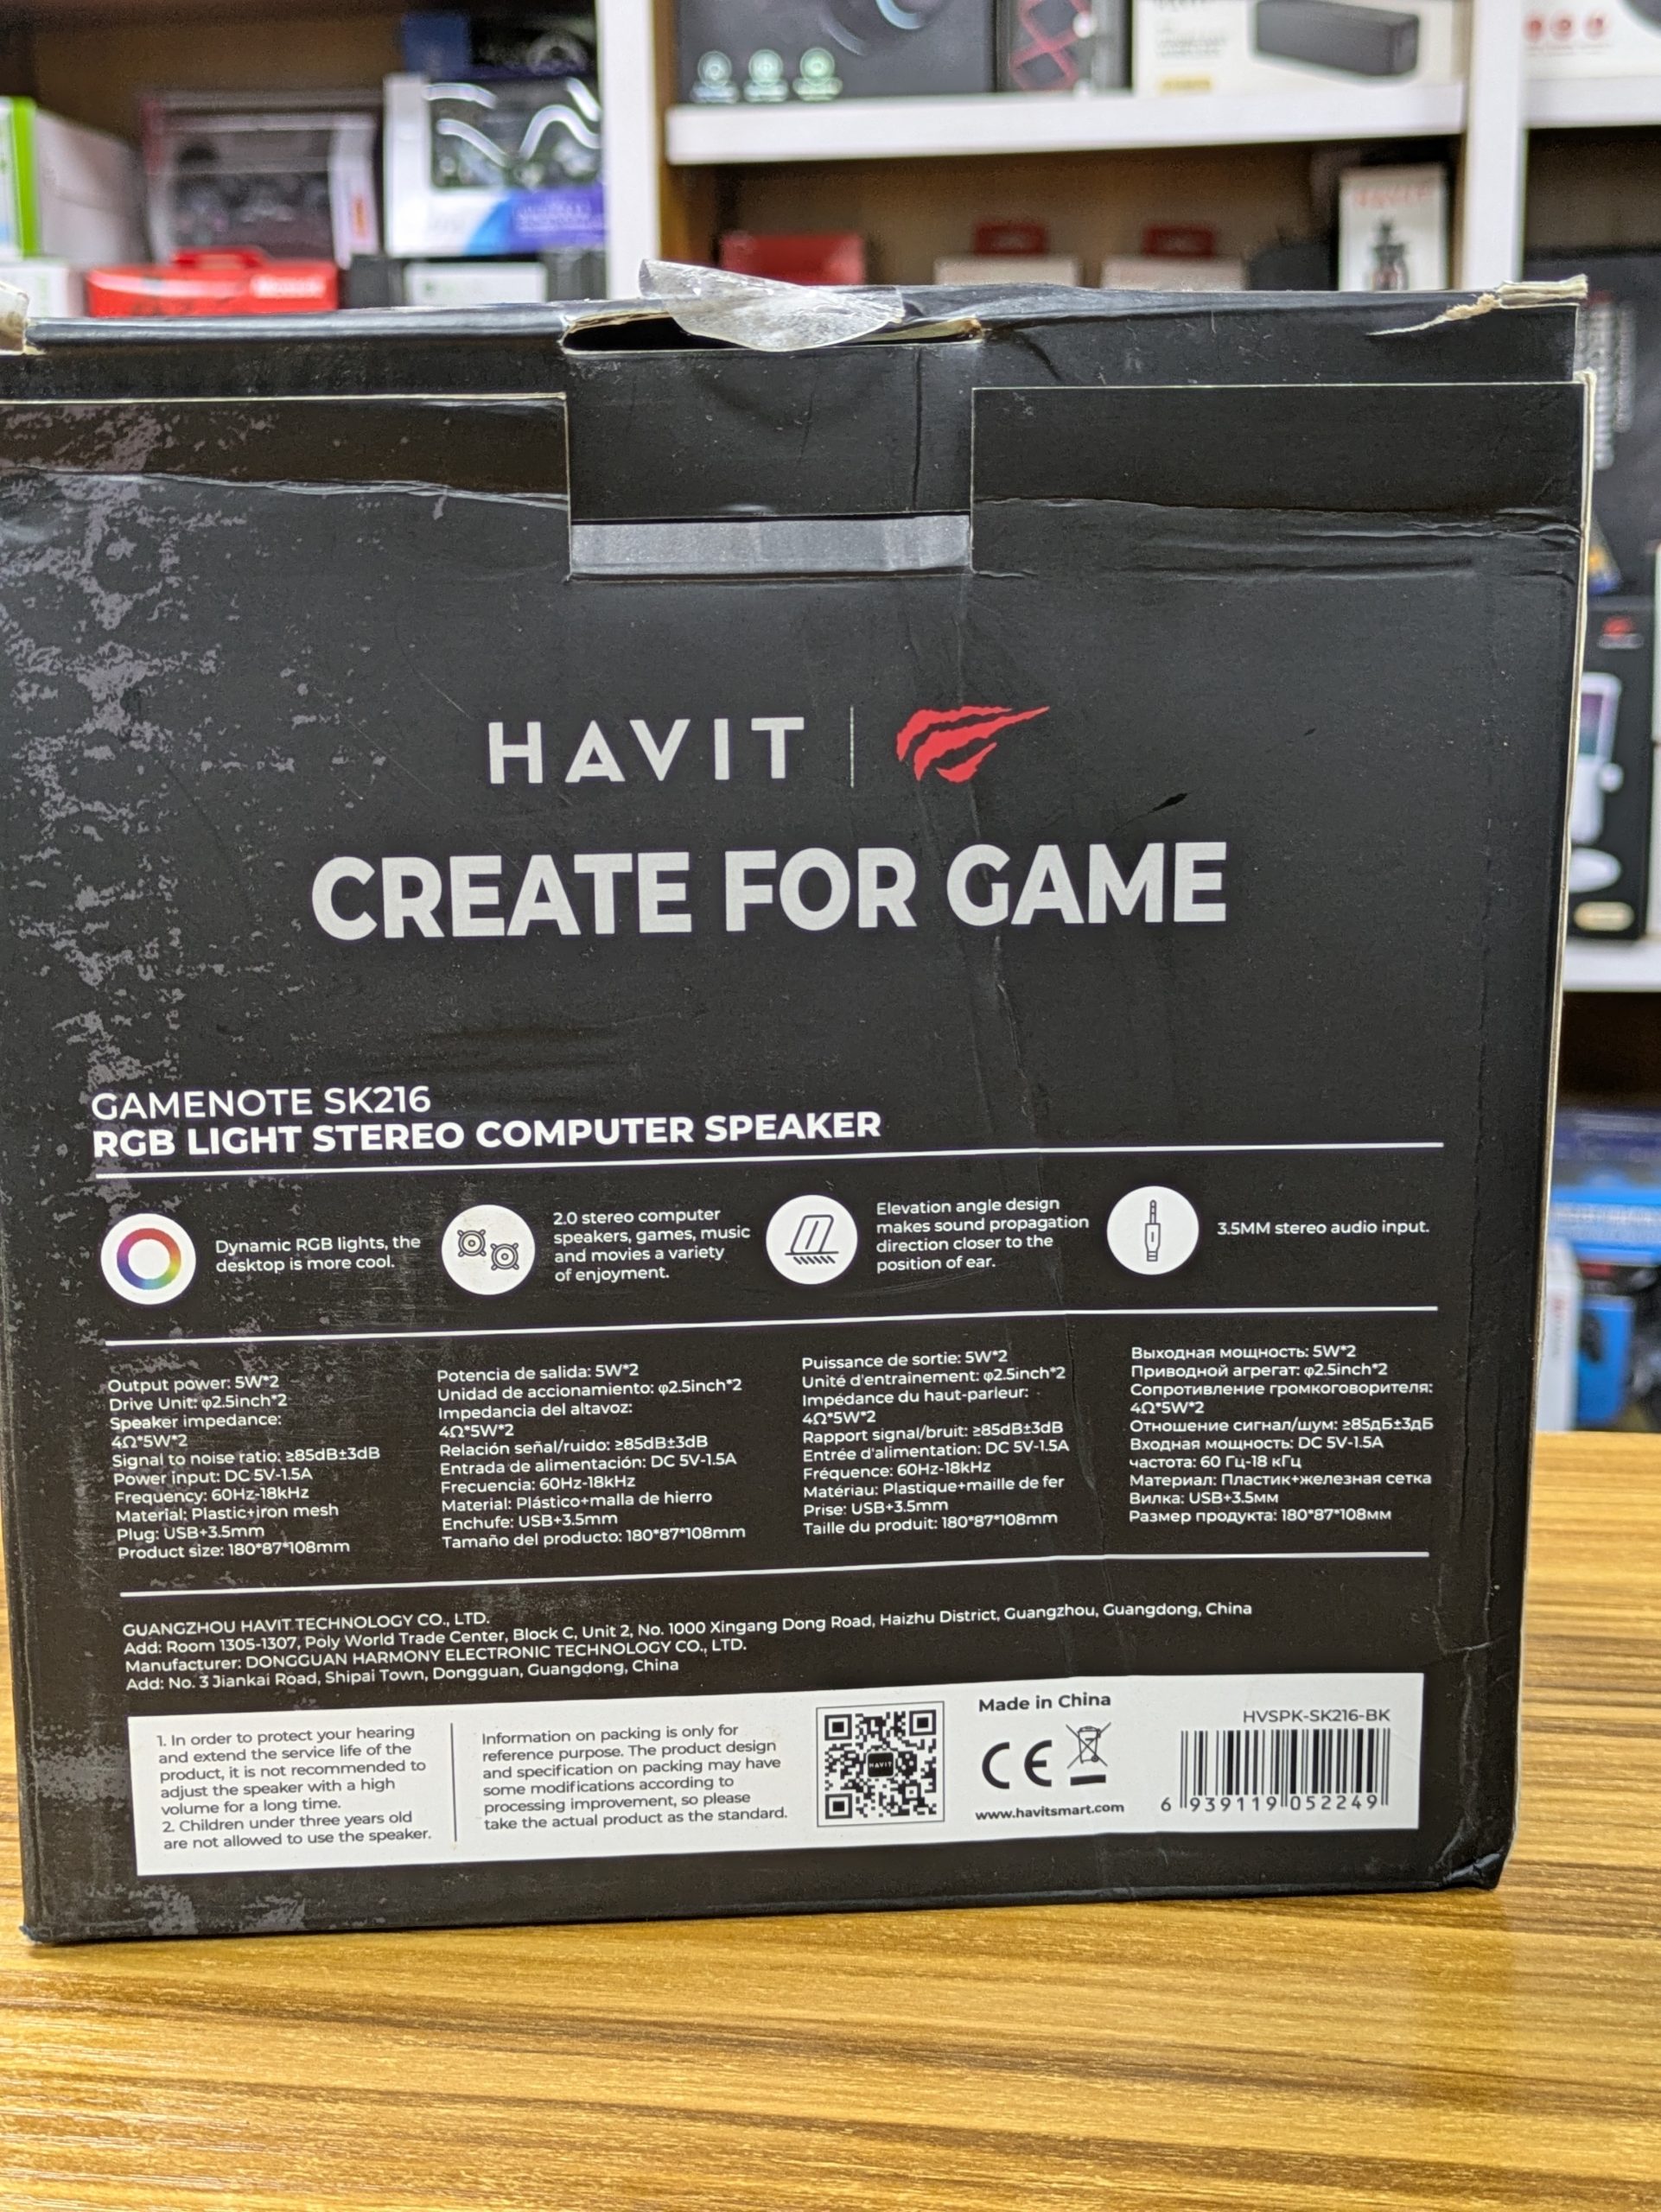 HAVIT
CREATE FOR GAME
GAMENOTE SK216
RGB LIGHT STEREO COMPUTER SPEAKER
Dynamic RGB lights, the
desktop is more cool.
2.0 stereo computer
speakers, games, music
and movies a variety
of enjoyment.
Elevation angle design
makes sound propagation
direction closer to the
position of ear.
3.5MM stereo audio input.
Output power: 5W*2
Drive Unit: φ2.5inch*2
Speaker impedance:
4Ω*5W*2
Signal to noise ratio: ≥85dB±3dB
Power input: DC 5V-1.5A
Frequency: 60Hz-18kHz
Material: Plastic+iron mesh
Plug: USB+3.5mm
Product size: 180*87*108mm
Potencia de salida: 5W*2
Unidad de accionamiento: φ2.5inch*2
Impedancia del altavoz:
4Ω*5W*2
Relación señal/ruido: ≥85dB±3dB
Entrada de alimentación: DC 5V-1.5A
Frecuencia: 60Hz-18kHz
Material: Plástico+malla de hierro
Enchufe: USB+3.5mm
Tamaño del producto: 180*87*108mm
Puissance de sortie: 5W*2
Unité d'entrainement: φ2.5inch*2
Impédance du haut-parleur:
4Ω*5W*2
Rapport signal/bruit: ≥85dB±3dB
Entrée d'alimentation: DC 5V-1.5A
Fréquence: 60Hz-18kHz
Matériau: Plastique+maille de fer
Prise: USB+3.5mm
Taille du produit: 180*87*108mm
Выходная мощность: 5W*2
Приводной агрегат: φ2.5inch*2
Сопротивление громкоговорителя:
4Ω*5W*2
Отношение сигнал/шум: ≥85дБ±3дБ
Входная мощность: DC 5V-1.5A
частота: 60 Гц-18 кГц
Материал: Пластик+железная сетка
Вилка: USB+3.5мм
Размер продукта: 180*87*108мм
GUANGZHOU HAVIT TECHNOLOGY CO., LTD.
Add: Room 1305-1307, Poly World Trade Center, Block C, Unit 2, No. 1000 Xingang Dong Road, Haizhu District, Guangzhou, Guangdong, China
Manufacturer: DONGGUAN HARMONY ELECTRONIC TECHNOLOGY CO., LTD.
Add: No. 3 Jiankai Road, Shipai Town, Dongguan, Guangdong, China
1. In order to protect your hearing
and extend the service life of the
product, it is not recommended to
adjust the speaker with a high
volume for a long time.
2. Children under three years old
are not allowed to use the speaker.
Information on packing is only for
reference purpose. The product design
and specification on packing may have
some modifications according to
processing improvement, so please
take the actual product as the standard.
HAVIT
Made in China
CE
www.havitsmart.com
HVSPK-SK216-BK
6 939119 052249